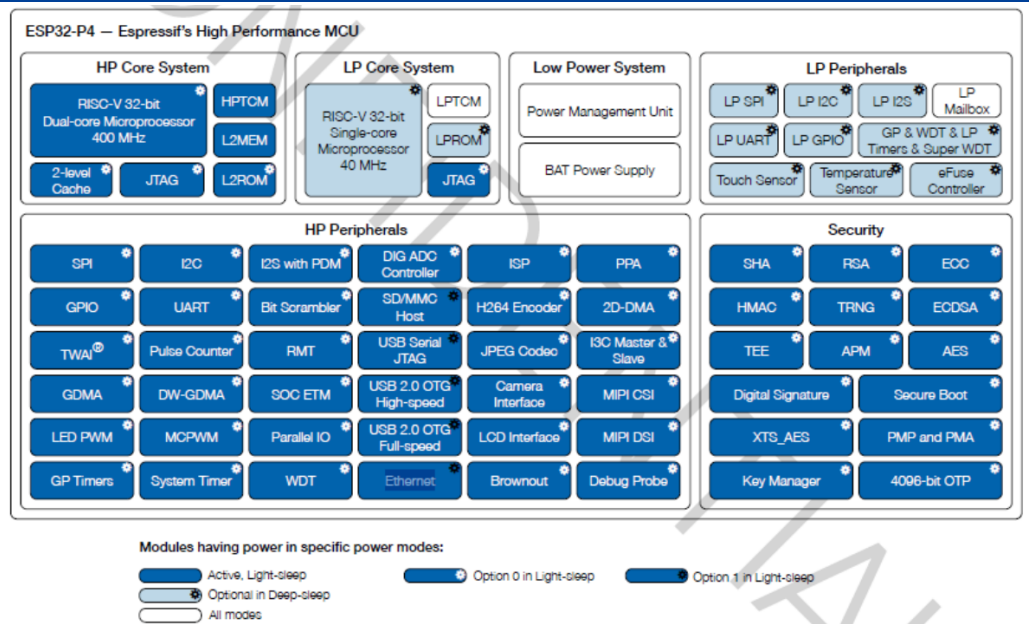 ESP32-P4 — Espressif's High Performance MCU
HP Core System
RISC-V 32-bit
Dual-core Microprocessor
400 MHz
HPTCM
L2MEM
2-level
Cache
JTAG
L2ROM
LP Core System
RISC-V 32-bit
Single-core
Microprocessor
40 MHz
LPTCM
LPROM
JTAG
Low Power System
Power Management Unit
BAT Power Supply
LP Peripherals
LP SPI
LP I2C
LP I2S
LP
Mailbox
LP UART
LP GPIO
GP & WDT & LP
Timers & Super WDT
Touch Sensor
Temperature
Sensor
eFuse
Controller
HP Peripherals
SPI
I2C
I2S with PDM
DIG ADC
Controller
ISP
PPA
GPIO
UART
Bit Scrambler
SD/MMC
Host
H264 Encoder
2D-DMA
TWAI®
Pulse Counter
RMT
USB Serial
JTAG
JPEG Codec
I3C Master &
Slave
GDMA
DW-GDMA
SOC ETM
USB 2.0 OTG
High-speed
Camera
Interface
MIPI CSI
LED PWM
MCPWM
Parallel IO
USB 2.0 OTG
Full-speed
LCD Interface
MIPI DSI
GP Timers
System Timer
WDT
Ethernet
Brownout
Debug Probe
Security
SHA
RSA
ECC
HMAC
TRNG
ECDSA
TEE
APM
AES
Digital Signature
Secure Boot
XTS_AES
PMP and PMA
Key Manager
4096-bit OTP
Modules having power in specific power modes:
Active, Light-sleep
Option 0 in Light-sleep
Option 1 in Light-sleep
Optional in Deep-sleep
All modes